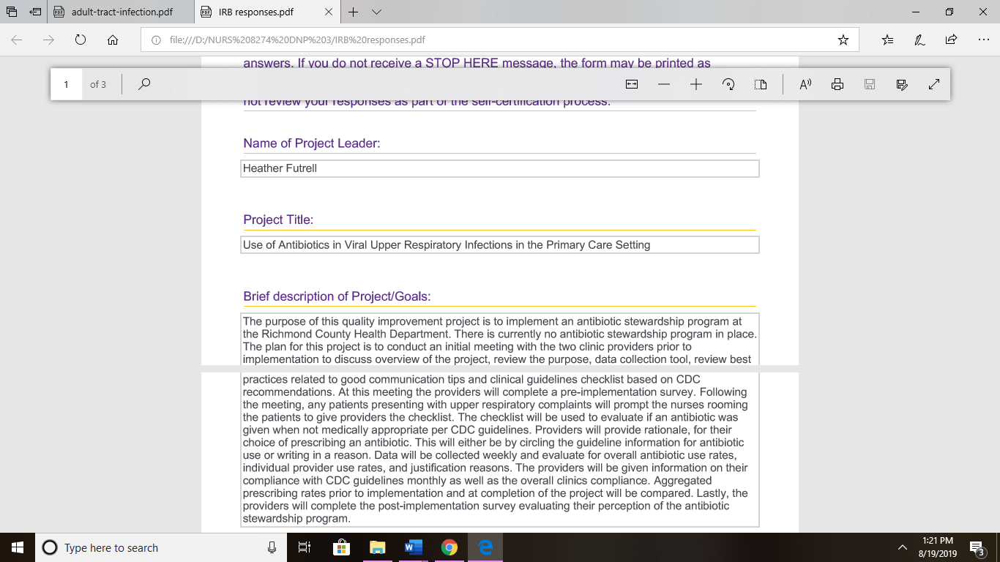 adult-tract-infection.pdf
IRB responses.pdf
file:///D:/NURS%208274%20DNP%203/IRB%20responses.pdf
answers. If you do not receive a STOP HERE message, the form may be printed as
1 of 3
not review your responses as part of the self-certification process.
Name of Project Leader:
Heather Futrell
Project Title:
Use of Antibiotics in Viral Upper Respiratory Infections in the Primary Care Setting
Brief description of Project/Goals:
The purpose of this quality improvement project is to implement an antibiotic stewardship program at
the Richmond County Health Department. There is currently no antibiotic stewardship program in place.
The plan for this project is to conduct an initial meeting with the two clinic providers prior to
implementation to discuss overview of the project, review the purpose, data collection tool, review best
practices related to good communication tips and clinical guidelines checklist based on CDC
recommendations. At this meeting the providers will complete a pre-implementation survey. Following
the meeting, any patients presenting with upper respiratory complaints will prompt the nurses rooming
the patients to give providers the checklist. The checklist will be used to evaluate if an antibiotic was
given when not medically appropriate per CDC guidelines. Providers will provide rationale, for their
choice of prescribing an antibiotic. This will either be by circling the guideline information for antibiotic
use or writing in a reason. Data will be collected weekly and evaluate for overall antibiotic use rates,
individual provider use rates, and justification reasons. The providers will be given information on their
compliance with CDC guidelines monthly as well as the overall clinics compliance. Aggregated
prescribing rates prior to implementation and at completion of the project will be compared. Lastly, the
providers will complete the post-implementation survey evaluating their perception of the antibiotic
stewardship program.
Type here to search
1:21 PM
8/19/2019
3